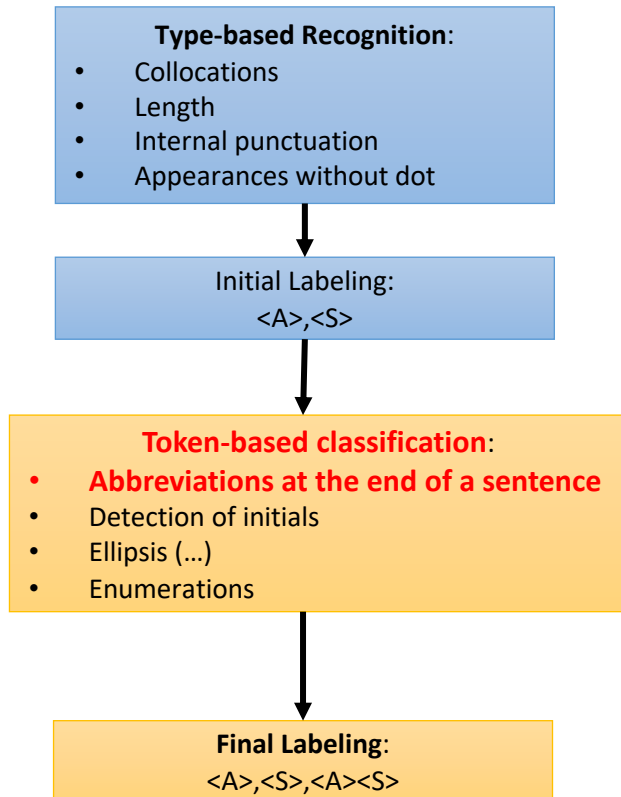 Type-based Recognition:
• Collocations
• Length
• Internal punctuation
• Appearances without dot
Initial Labeling:
<A>,<S>
Token-based classification:
• Abbreviations at the end of a sentence
• Detection of initials
• Ellipsis (...)
• Enumerations
Final Labeling:
<A>,<S>,<A><S>